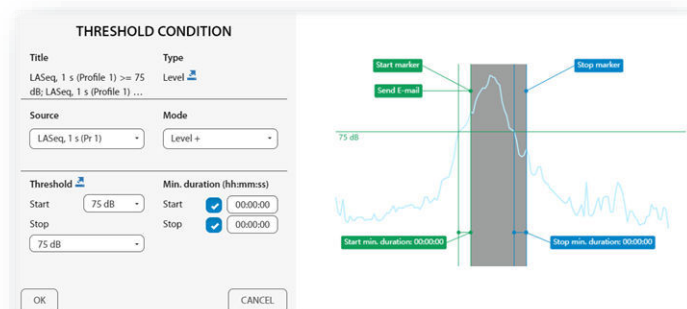 THRESHOLD CONDITION
Title
Type
LASeq, 1 s (Profile 1) >= 75
dB; LASeq, 1 s (Profile 1) ...
Level
Source
Mode
LASeq, 1 s (Pr 1)
Level +
Threshold
Min. duration (hh:mm:ss)
Start
75 dB
Start
00:00:00
Stop
Stop
00:00:00
75 dB
OK
CANCEL
Start marker
Stop marker
Send E-mail
75 dB
Start min. duration: 00:00:00
Stop min. duration: 00:00:00